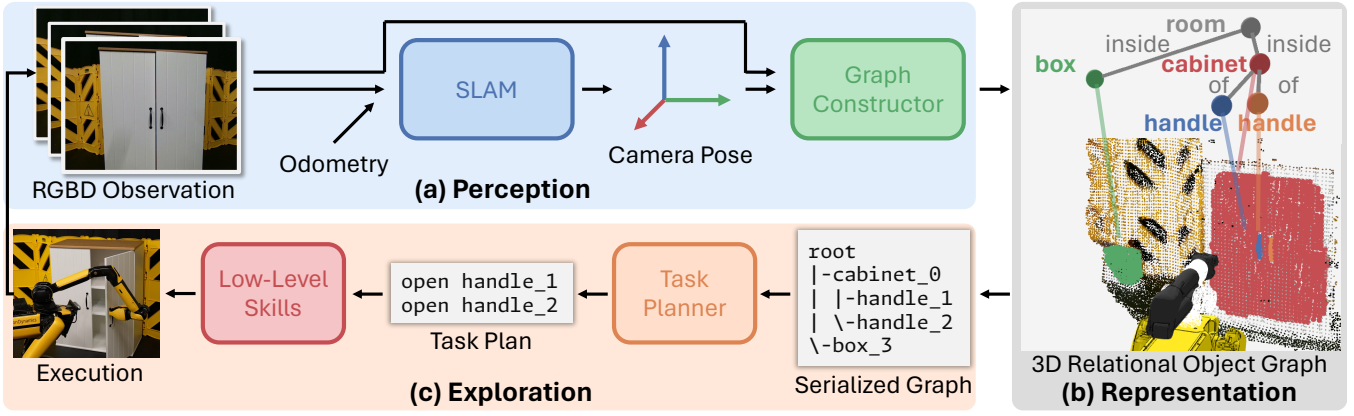 SLAM
Graph
Constructor
Odometry
Camera Pose
RGBD Observation
(a) Perception
room
inside
inside
box
cabinet
of
of
handle
handle
3D Relational Object Graph
(b) Representation
root
|-cabinet_0
| |-handle_1
| \-handle_2
\-box_3
Serialized Graph
Task
Planner
open handle_1
open handle_2
Task Plan
Low-Level
Skills
Execution
(c) Exploration